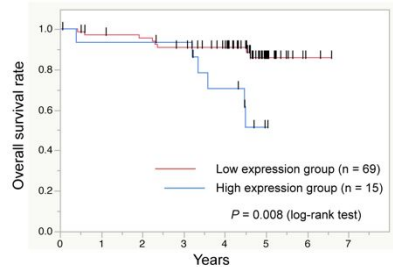 Overall survival rate
1.0
0.8
0.6
0.4
0.2
0.0
Low expression group (n = 69)
High expression group (n = 15)
P = 0.008 (log-rank test)
0 1 2 3 4 5 6 7
Years